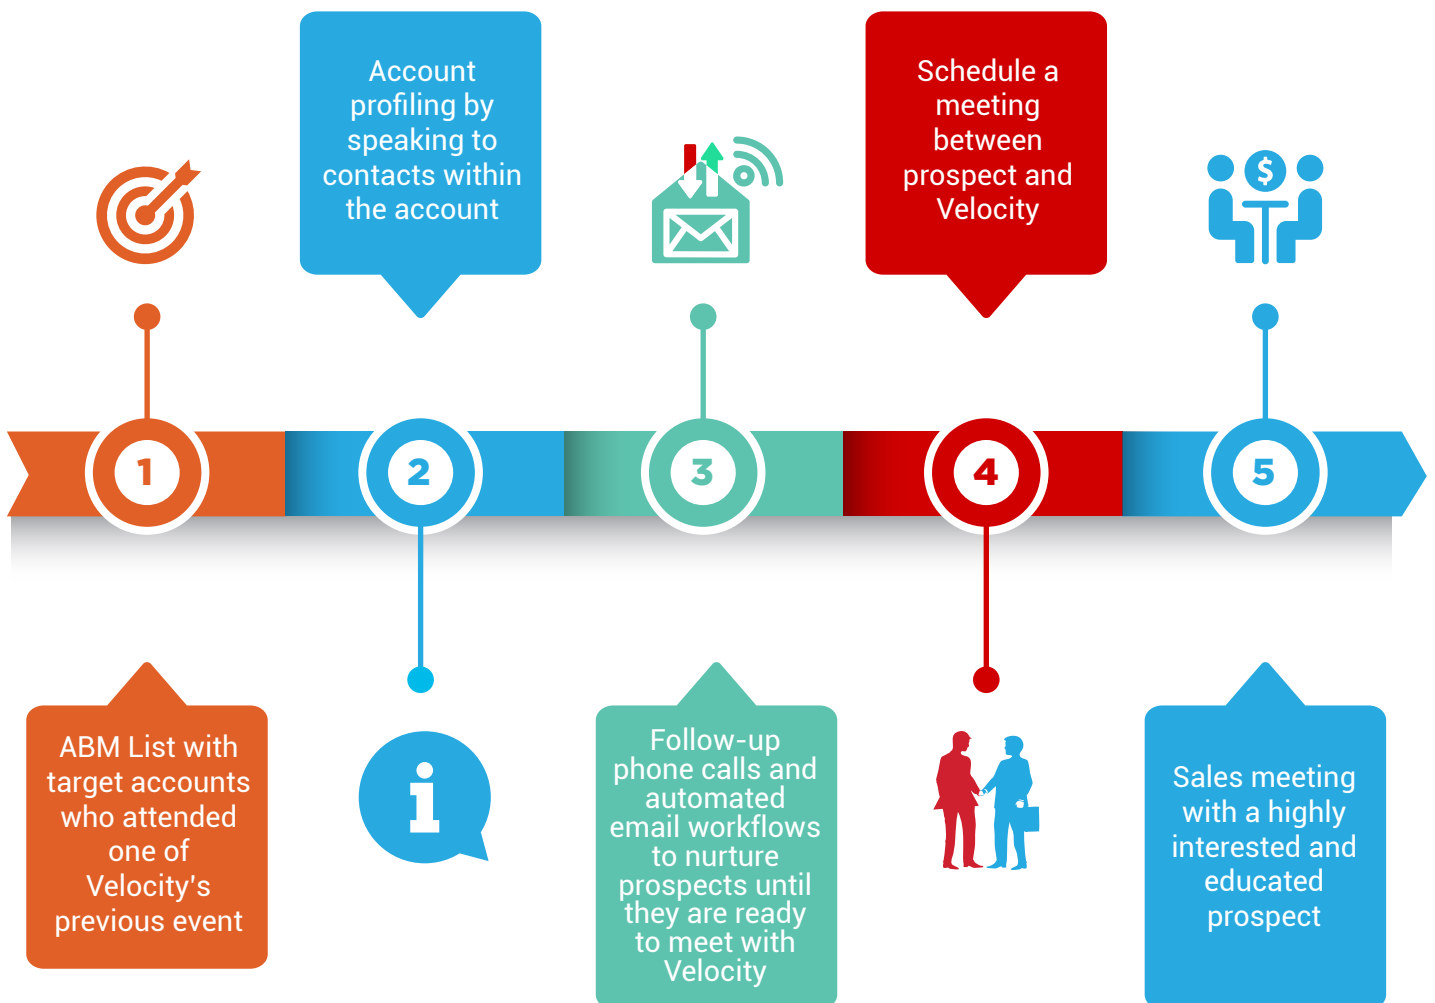 Account
profiling by
speaking to
contacts within
the account
Schedule a
meeting
between
prospect and
Velocity
$
1
2
3
4
5
i
ABM List with
target accounts
who attended
one of
Velocity's
previous event
Follow-up
phone calls and
automated
email workflows
to nurture
prospects until
they are ready
to meet with
Velocity
Sales meeting
with a highly
interested and
educated
prospect